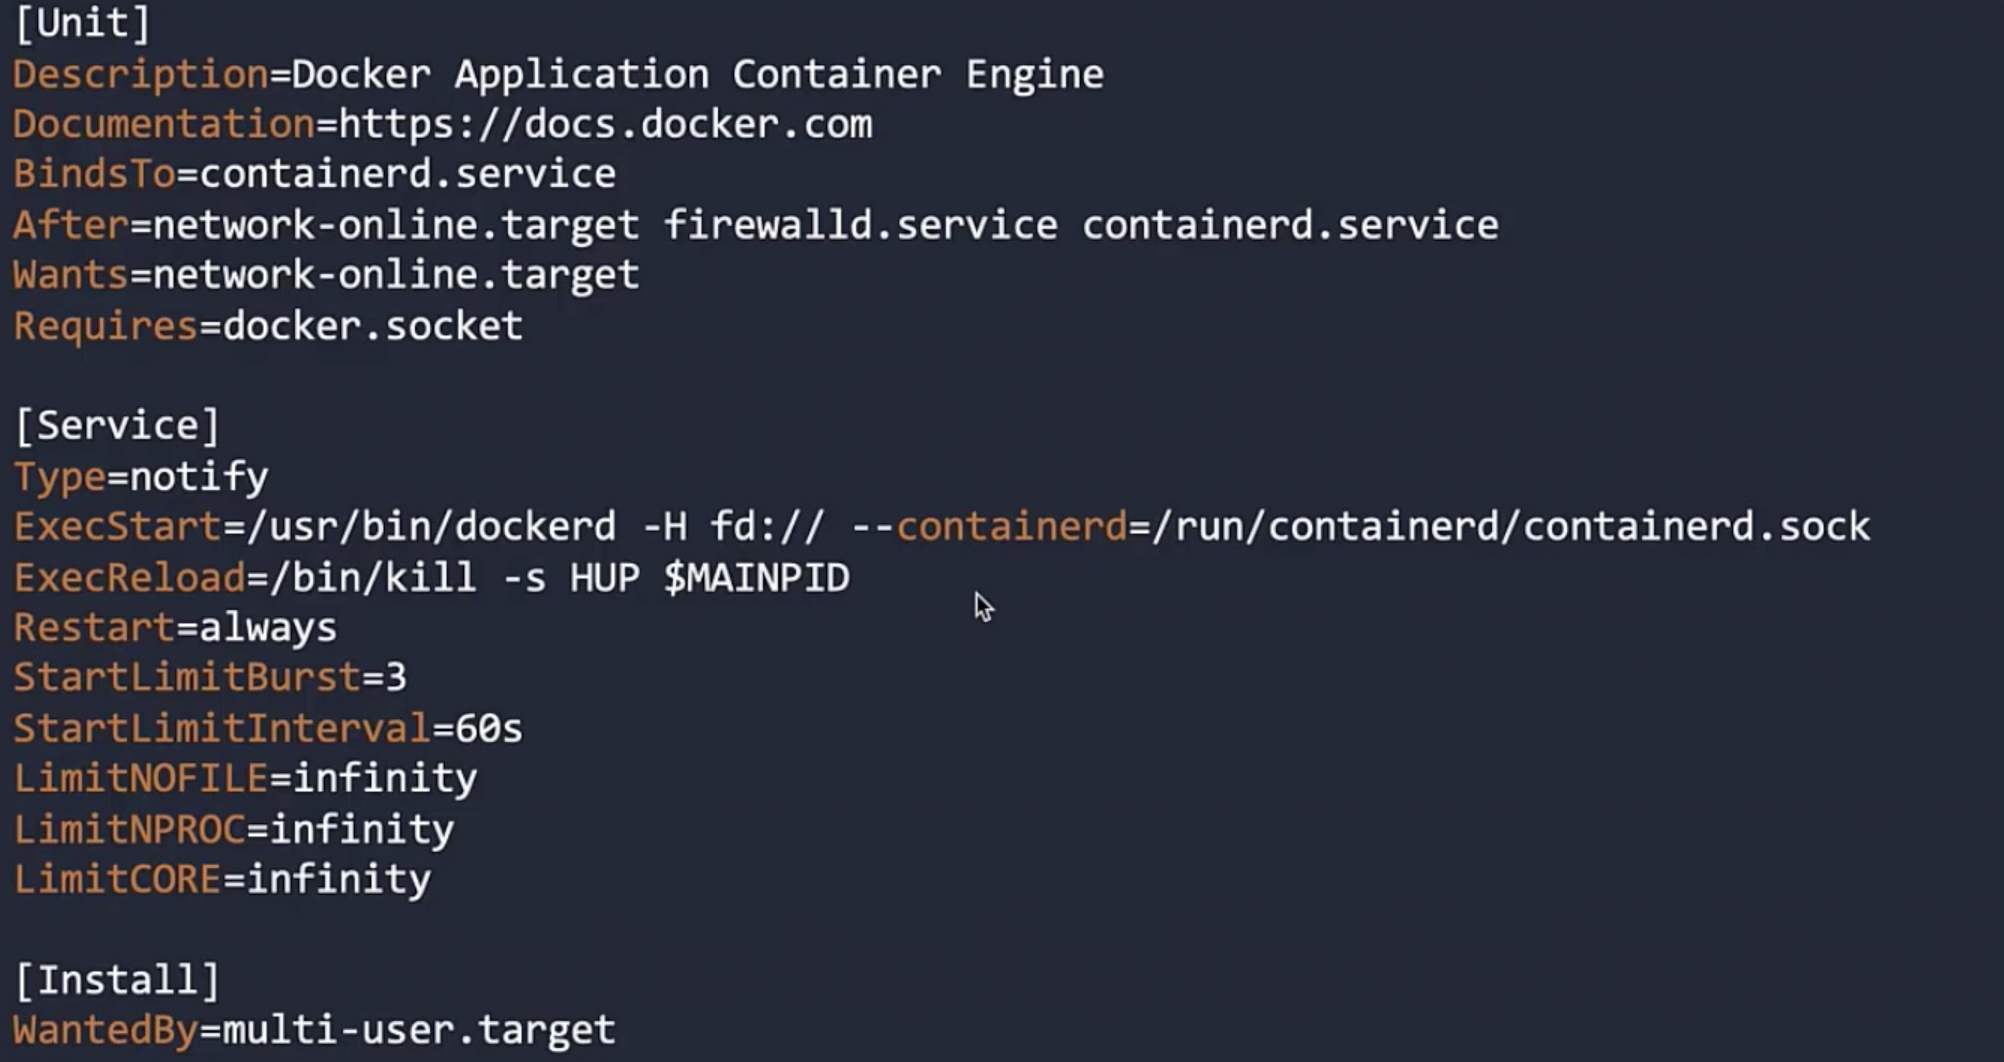 [Unit]
Description=Docker Application Container Engine
Documentation=https://docs.docker.com
BindsTo=containerd.service
After=network-online.target firewalld.service containerd.service
Wants=network-online.target
Requires=docker.socket
[Service]
Type=notify
ExecStart=/usr/bin/dockerd -H fd:// --containerd=/run/containerd/containerd.sock
ExecReload=/bin/kill -s HUP $MAINPID
Restart=always
StartLimitBurst=3
StartLimitInterval=60s
LimitNOFILE=infinity
LimitNPROC=infinity
LimitCORE=infinity
[Install]
WantedBy=multi-user.target